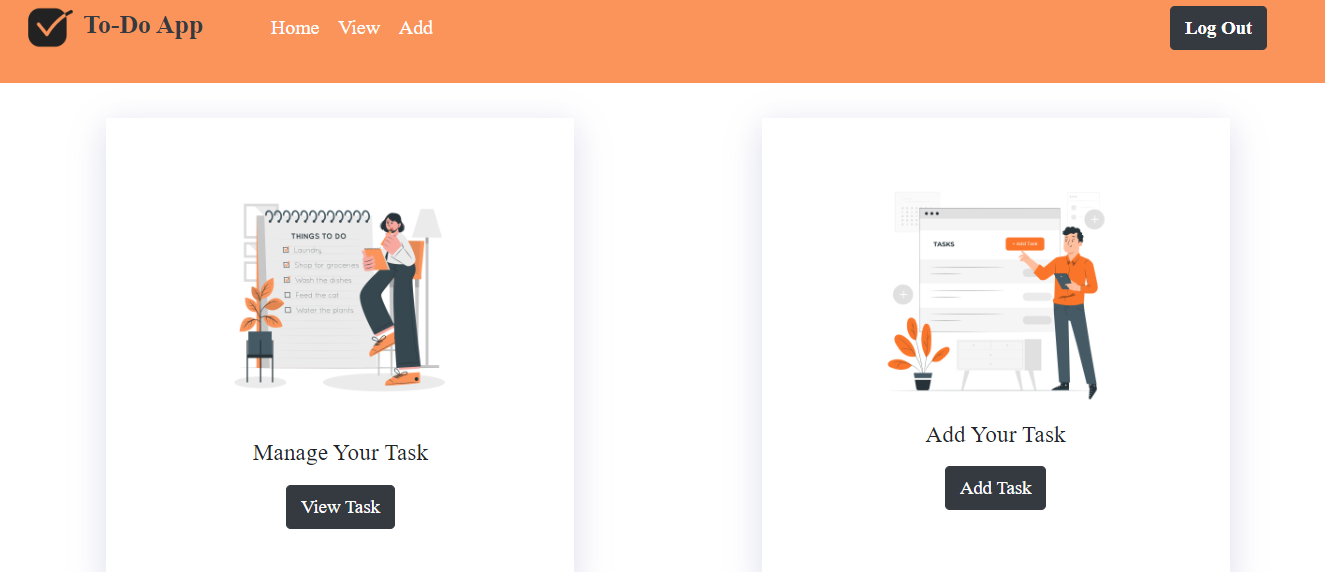 To-Do App
Home View Add
Log Out
THINGS TO DO
Laundry
Shop for groceries
Wash the dishes
Feed the cat
Water the plants
Manage Your Task
View Task
TASKS
+ Add Task
Add Your Task
Add Task